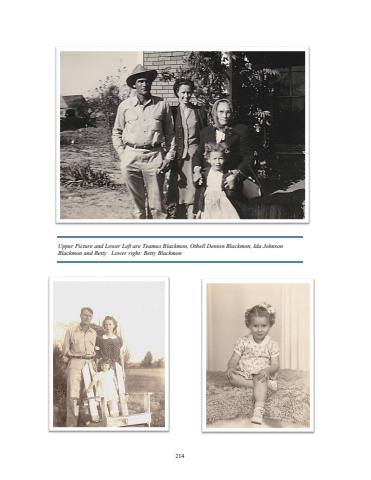 Upper Picture and Lower Left are Teamus Blackmon, Othell Denton Blackmon, Ida Johnson
Blackmon and Betty Lower right: Betty Blackmon
214